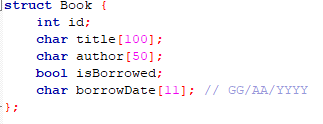 struct Book {
    int id;
    char title[100];
    char author[50];
    bool isBorrowed;
    char borrowDate[11]; // GG/AA/YYYY
};